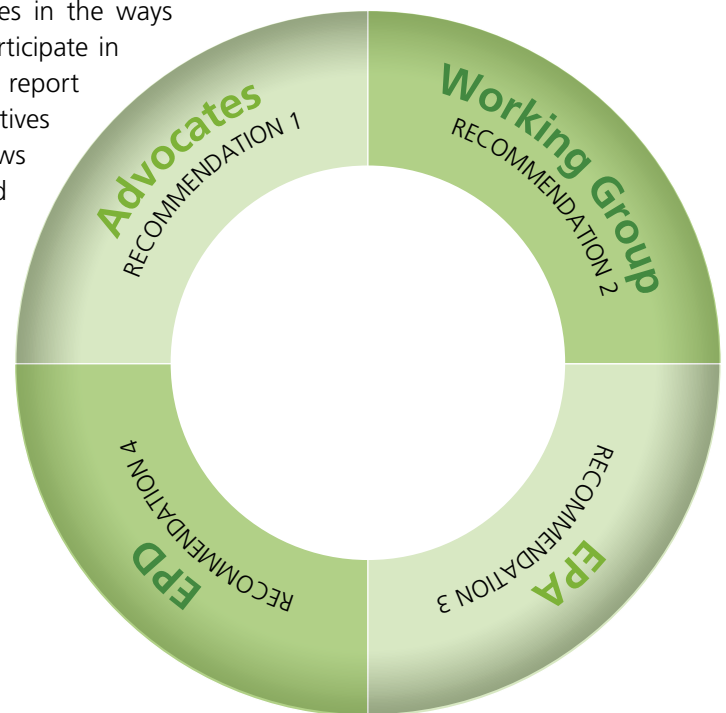 es in the ways
rticipate in
report
tives
ws
d
Advocates
RECOMMENDATION 1
Working Group
RECOMMENDATION 2
EPA
RECOMMENDATION 3
EPD
RECOMMENDATION 4